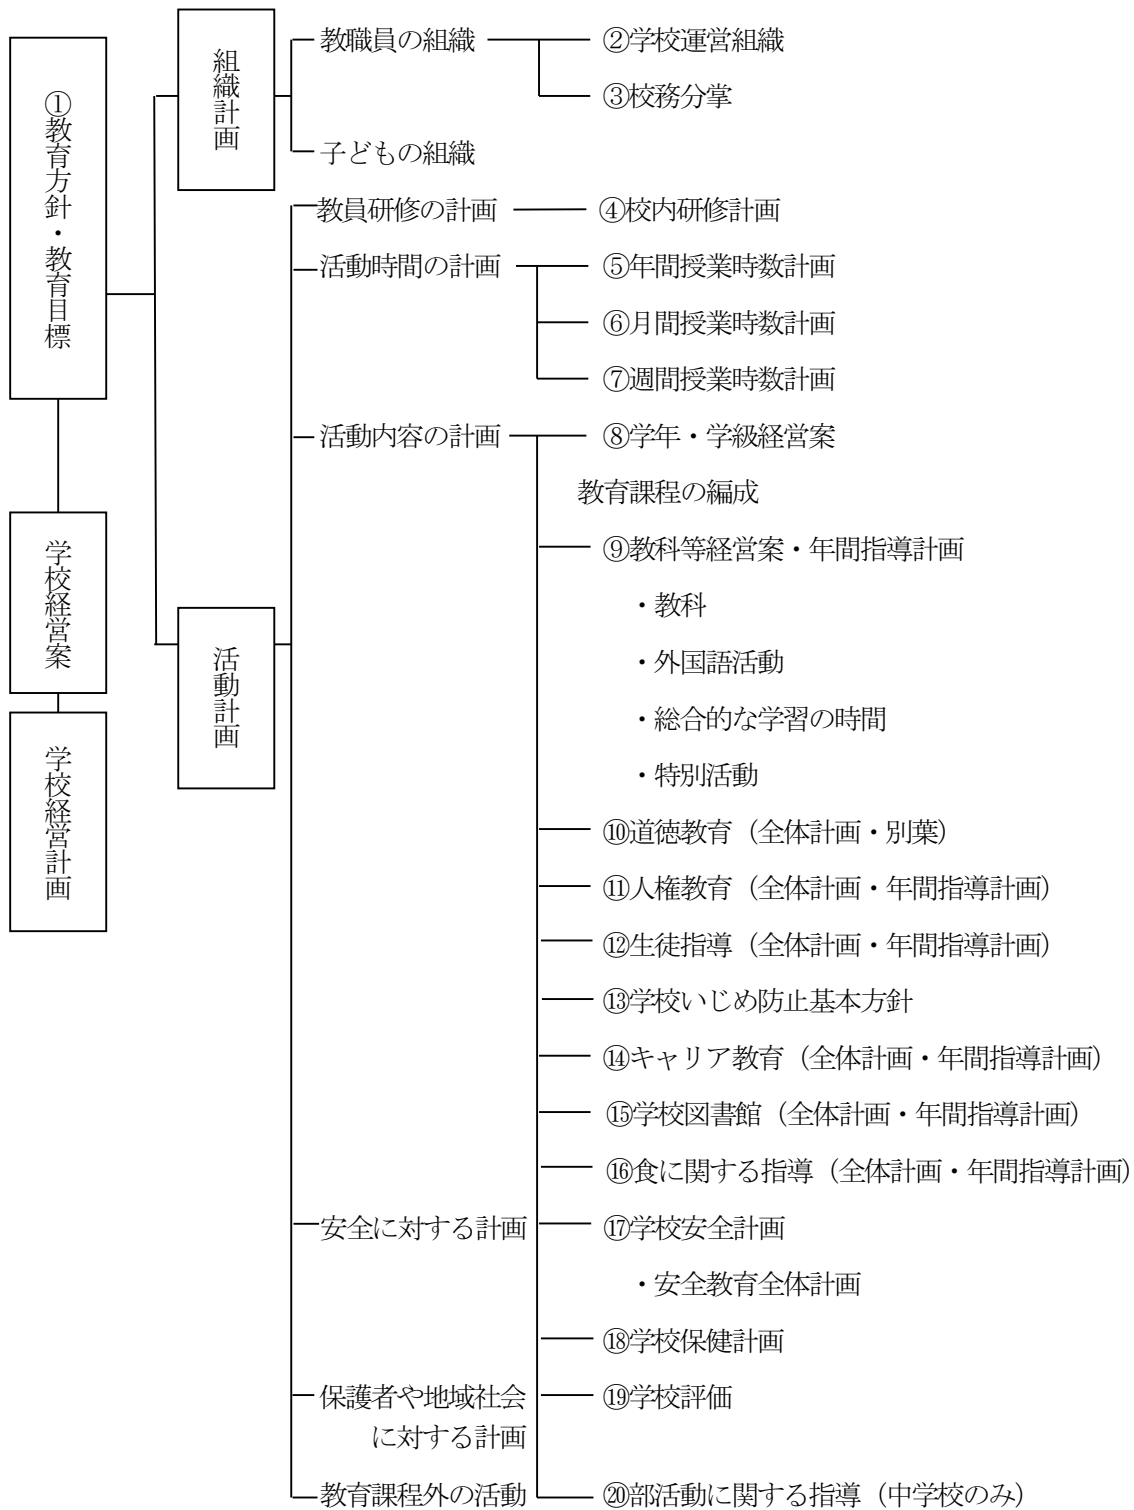 ①教育方針・教育目標
学校経営案
学校経営計画
組織計画
教職員の組織
②学校運営組織
③校務分掌
子どもの組織
活動計画
教員研修の計画
④校内研修計画
活動時間の計画
⑤年間授業時数計画
⑥月間授業時数計画
⑦週間授業時数計画
活動内容の計画
⑧学年・学級経営案
教育課程の編成
⑨教科等経営案・年間指導計画
・教科
・外国語活動
・総合的な学習の時間
・特別活動
⑩道徳教育（全体計画・別葉）
⑪人権教育（全体計画・年間指導計画）
⑫生徒指導（全体計画・年間指導計画）
⑬学校いじめ防止基本方針
⑭キャリア教育（全体計画・年間指導計画）
⑮学校図書館（全体計画・年間指導計画）
⑯食に関する指導（全体計画・年間指導計画）
安全に対する計画
⑰学校安全計画
・安全教育全体計画
⑱学校保健計画
保護者や地域社会
に対する計画
⑲学校評価
教育課程外の活動
⑳部活動に関する指導（中学校のみ）